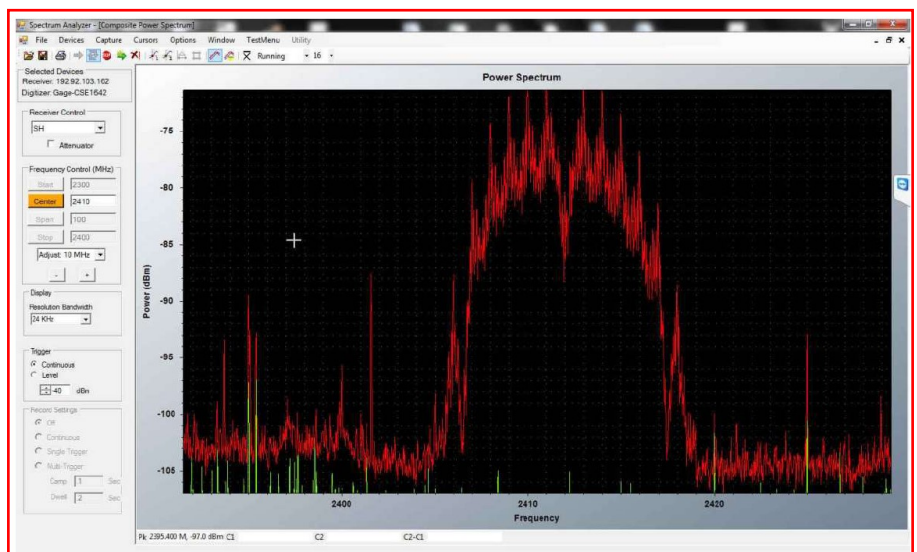 Spectrum Analyzer - [Composite Power Spectrum]
File Devices Capture Cursors Options Window TestMenu Utility
Running 16
Selected Devices
Receiver: 192.92.103.162
Digitizer: Gage-CSE1642
Receiver Control
SH
Attenuator
Frequency Control (MHz)
Start 2300
Center 2410
Span 100
Stop 2400
Adjust: 10 MHz
- +
Display
Resolution Bandwidth
24 KHz
Trigger
Continuous
Level
-40 dBm
Record Settings
Off
Continuous
Single Trigger
Multi-Trigger
Camp 1 Sec
Dwell 2 Sec
Power Spectrum
Power (dBm)
-75
-80
-85
-90
-95
-100
-105
2400 2410 2420
Frequency
Pk: 2395.400 M, -97.0 dBm C1 C2 C2-C1